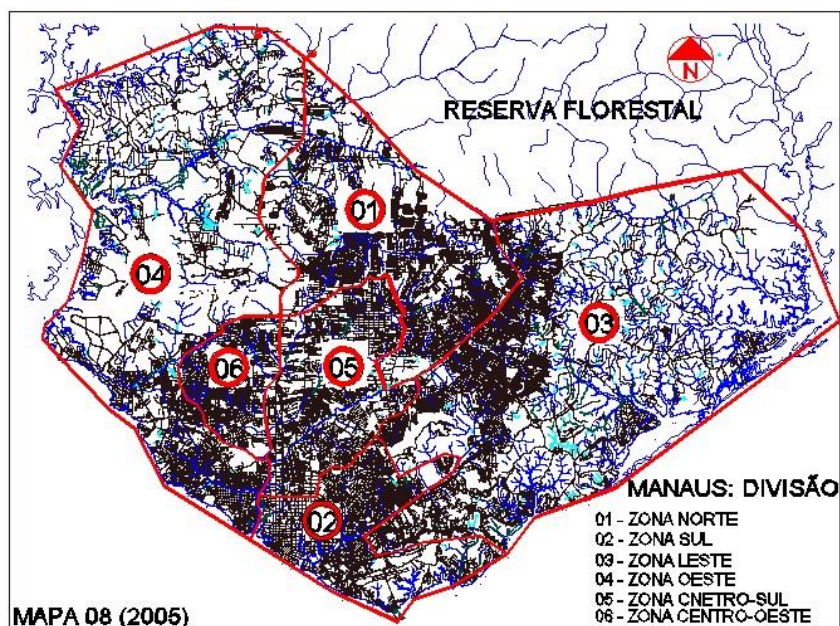 N
RESERVA FLORESTAL
01
04
03
06
05
02
MANAUS: DIVISÃO
01 - ZONA NORTE
02 - ZONA SUL
03 - ZONA LESTE
04 - ZONA OESTE
05 - ZONA CNETRO-SUL
06 - ZONA CENTRO-OESTE
MAPA 08 (2005)